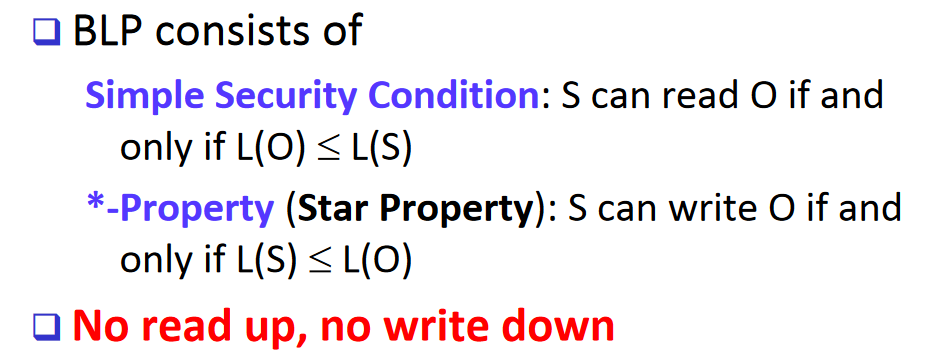 BLP consists of
Simple Security Condition: S can read O if and
only if L(O) ≤ L(S)
*-Property (Star Property): S can write O if and
only if L(S) ≤ L(O)
No read up, no write down